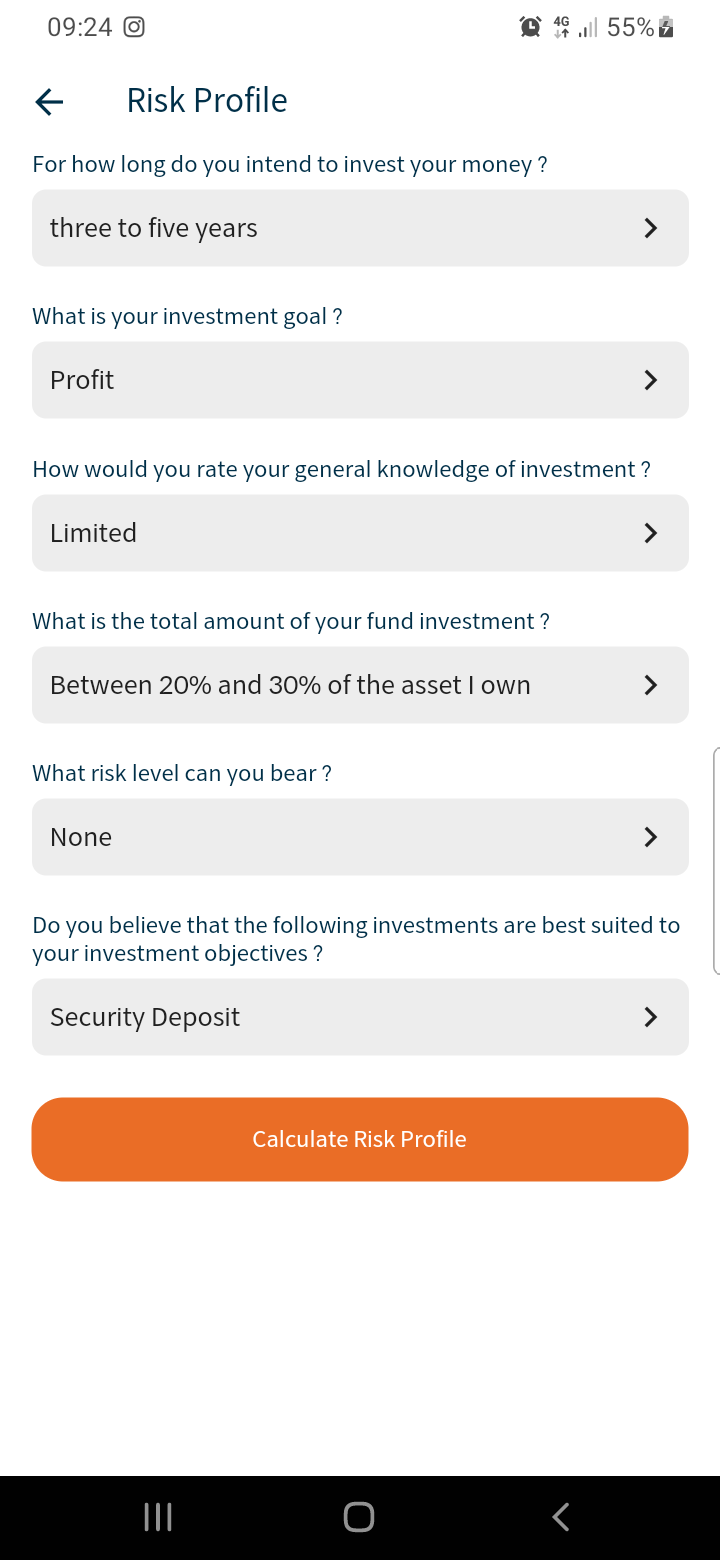 09:24 4G 55%
Risk Profile
For how long do you intend to invest your money ?
three to five years
What is your investment goal ?
Profit
How would you rate your general knowledge of investment ?
Limited
What is the total amount of your fund investment ?
Between 20% and 30% of the asset I own
What risk level can you bear ?
None
Do you believe that the following investments are best suited to
your investment objectives ?
Security Deposit
Calculate Risk Profile